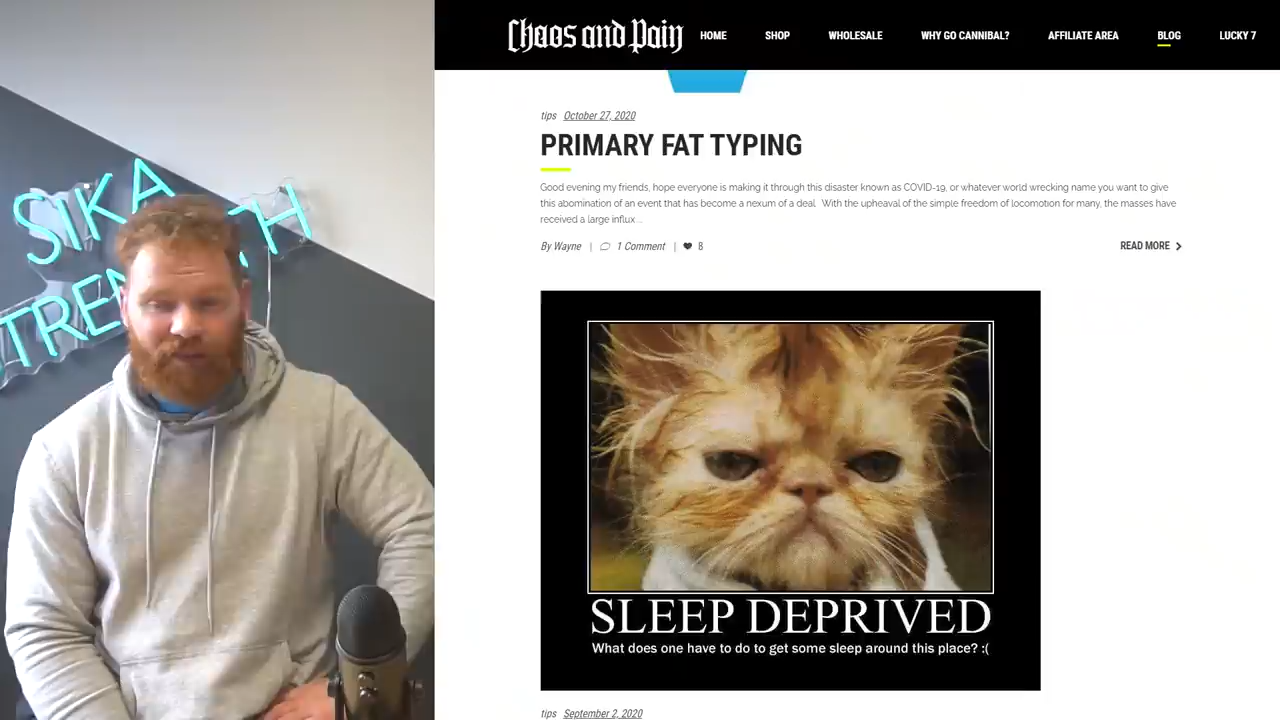 SIKA
STRENGTH
Chaos and Pain
HOME SHOP WHOLESALE WHY GO CANNIBAL? AFFILIATE AREA BLOG LUCKY 7
tips October 27, 2020
PRIMARY FAT TYPING
Good evening my friends, hope everyone is making it through this disaster known as COVID-19, or whatever world wrecking name you want to give
this abomination of an event that has become a nexum of a deal. With the upheaval of the simple freedom of locomotion for many, the masses have
received a large influx ...
By Wayne | 1 Comment | 8
READ MORE
SLEEP DEPRIVED
What does one have to do to get some sleep around this place? :(
tips September 2, 2020